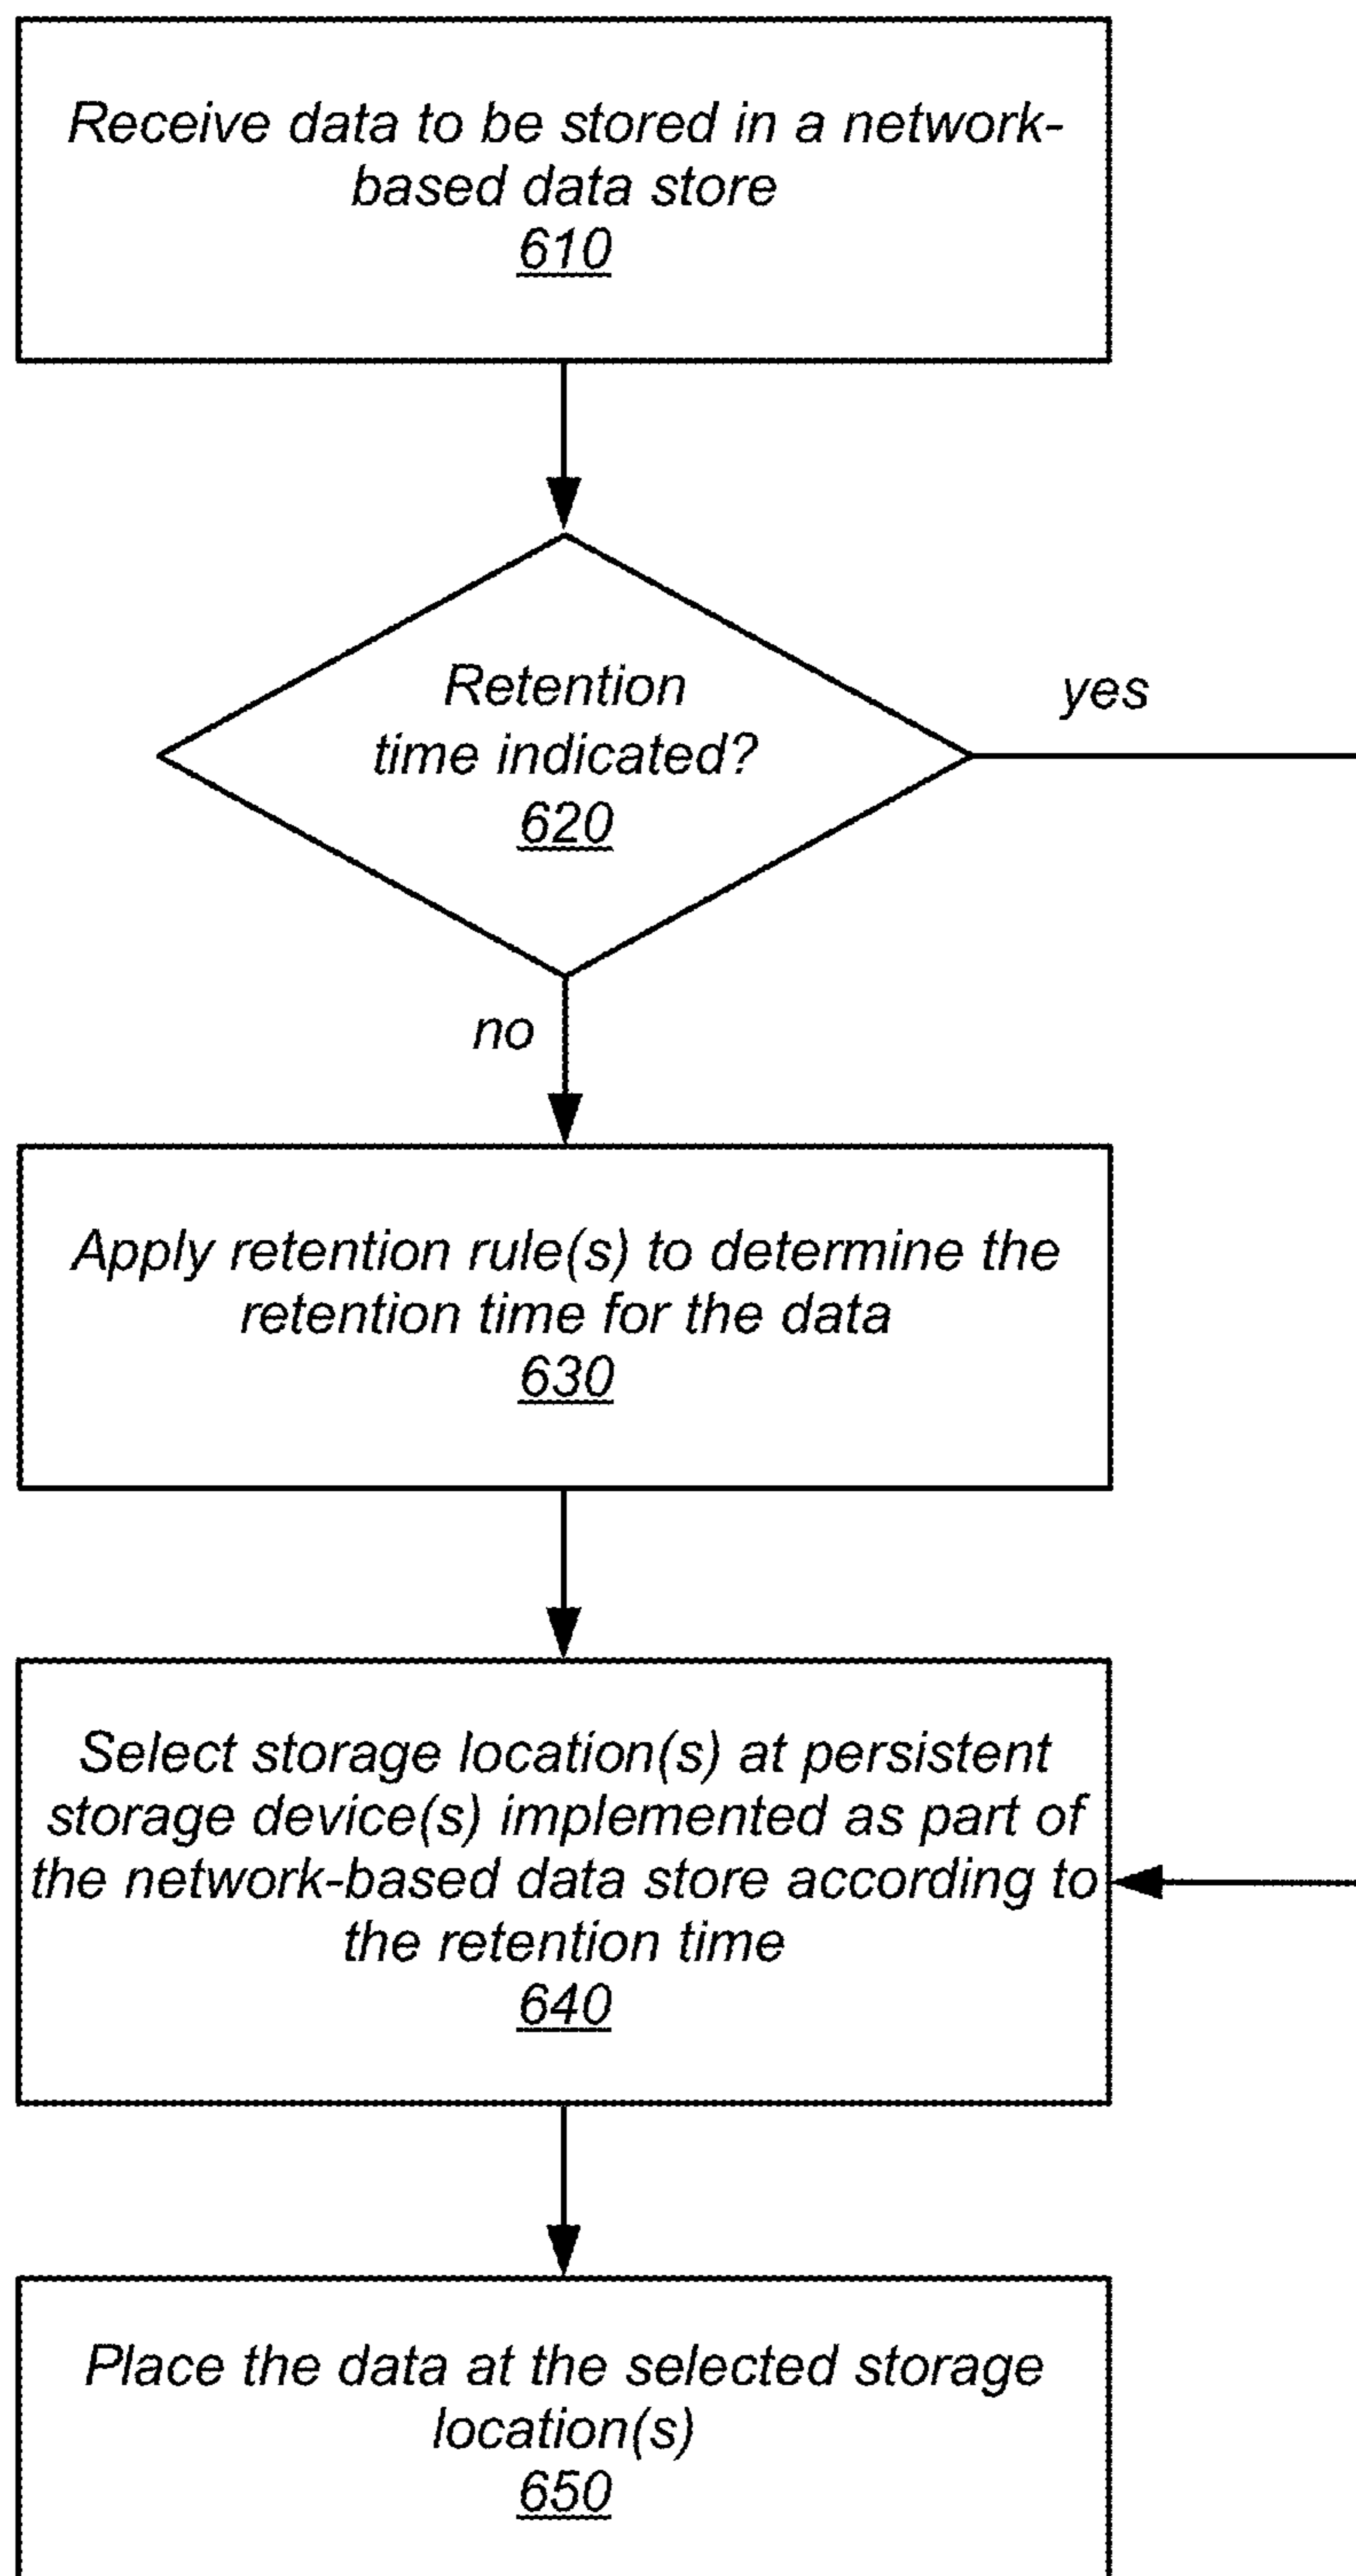 Receive data to be stored in a network-
based data store
610
Retention
time indicated?
620
yes
no
Apply retention rule(s) to determine the
retention time for the data
630
Select storage location(s) at persistent
storage device(s) implemented as part of
the network-based data store according to
the retention time
640
Place the data at the selected storage
location(s)
650